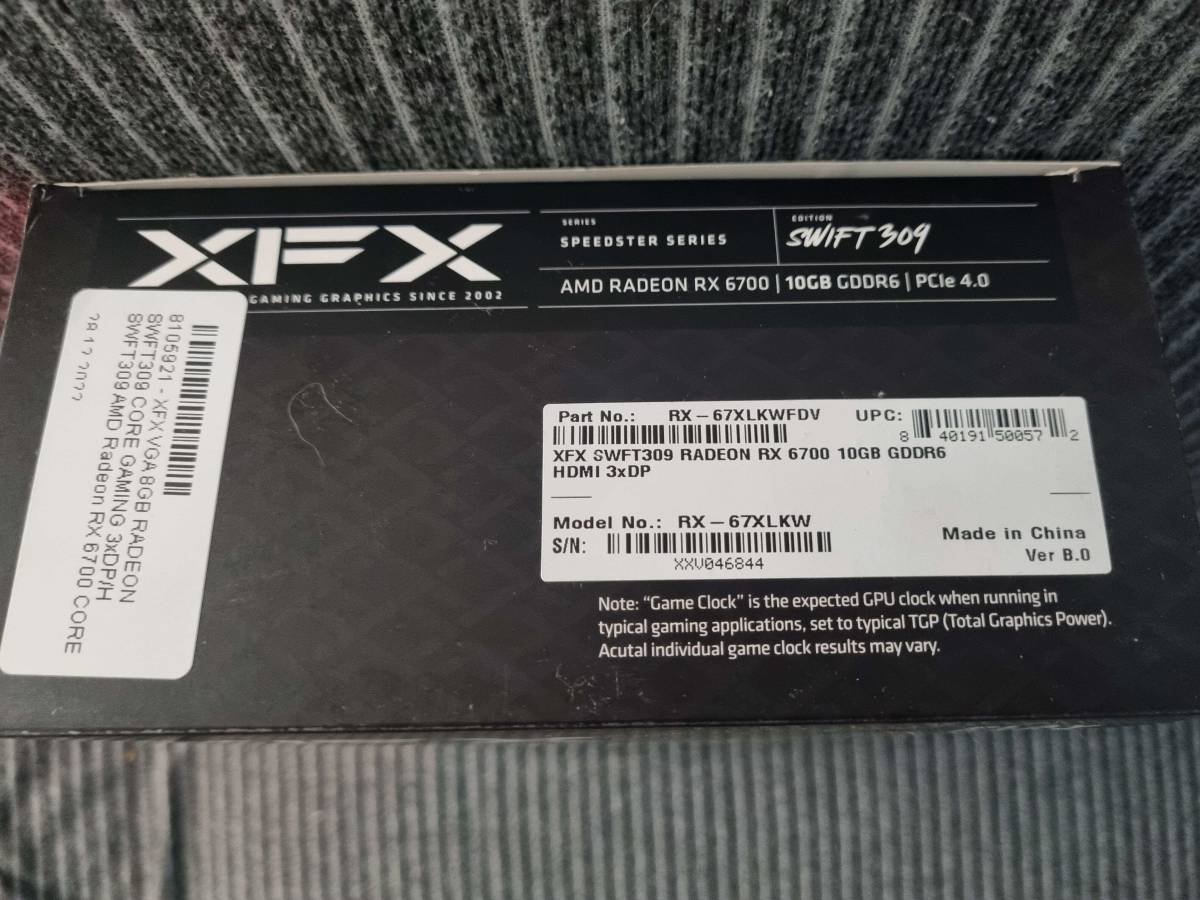 XFX
GAMING GRAPHICS SINCE 2002
SERIES
SPEEDSTER SERIES
EDITION
SWIFT 309
AMD RADEON RX 6700 | 10GB GDDR6 | PCIe 4.0
8105921 - XFX VGA 8GB RADEON
SWFT309 CORE GAMING 3xDP/H
SWFT309 AMD Radeon RX 6700 CORE
Part No.: RX-67XLKWFDV UPC:
8 40191 50057 2
XFX SWFT309 RADEON RX 6700 10GB GDDR6
HDMI 3xDP
Model No.: RX-67XLKW
S/N:
XXV046844
Made in China
Ver B.0
Note: "Game Clock" is the expected GPU clock when running in
typical gaming applications, set to typical TGP (Total Graphics Power).
Acutal individual game clock results may vary.